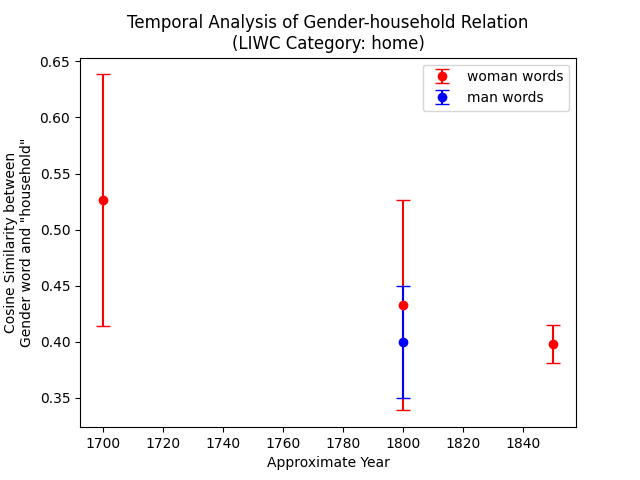 Temporal Analysis of Gender-household Relation
(LIWC Category: home)
woman words
man words
Cosine Similarity between
Gender word and "household"
0.65
0.60
0.55
0.50
0.45
0.40
0.35
1700 1720 1740 1760 1780 1800 1820 1840
Approximate Year